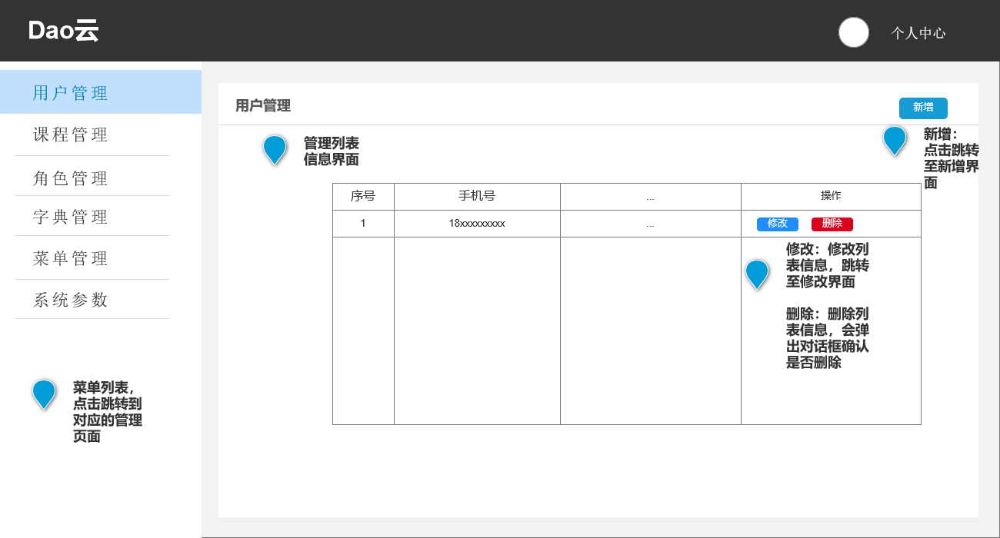 Dao云
个人中心
用户管理
课程管理
角色管理
字典管理
菜单管理
系统参数
菜单列表，
点击跳转到
对应的管理
页面
用户管理
新增
管理列表
信息界面
新增：
点击跳转
至新增界
面
序号 手机号 ... 操作
1 18xxxxxxxxx ... 修改 删除
修改：修改列
表信息，跳转
至修改界面
删除：删除列
表信息，会弹
出对话框确认
是否删除